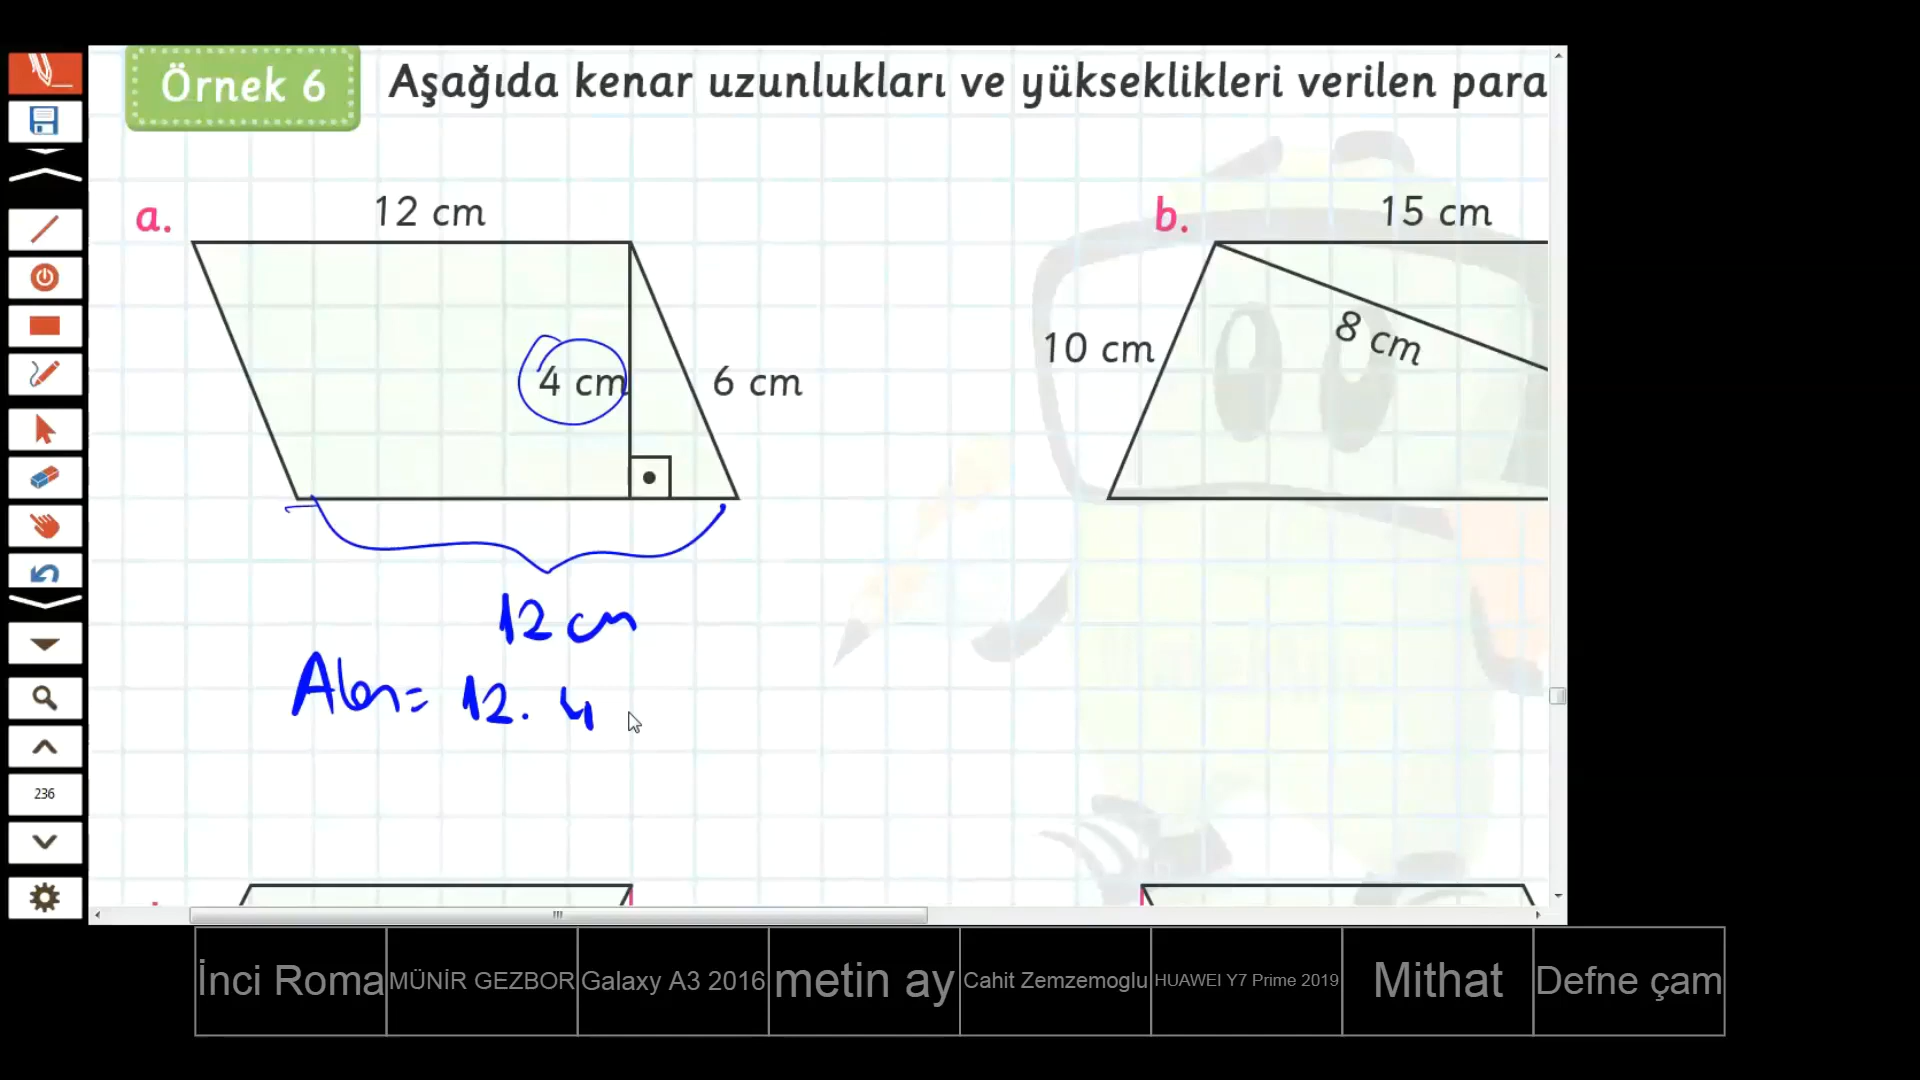 Örnek 6 Aşağıda kenar uzunlukları ve yükseklikleri verilen para
a. 12 cm
b. 15 cm
4 cm
6 cm
10 cm
8 cm
12 cm
Alan= 12. 4
236
İnci Roma
MÜNİR GEZBOR
Galaxy A3 2016
metin ay
Cahit Zemzemoglu
HUAWEI Y7 Prime 2019
Mithat
Defne çam